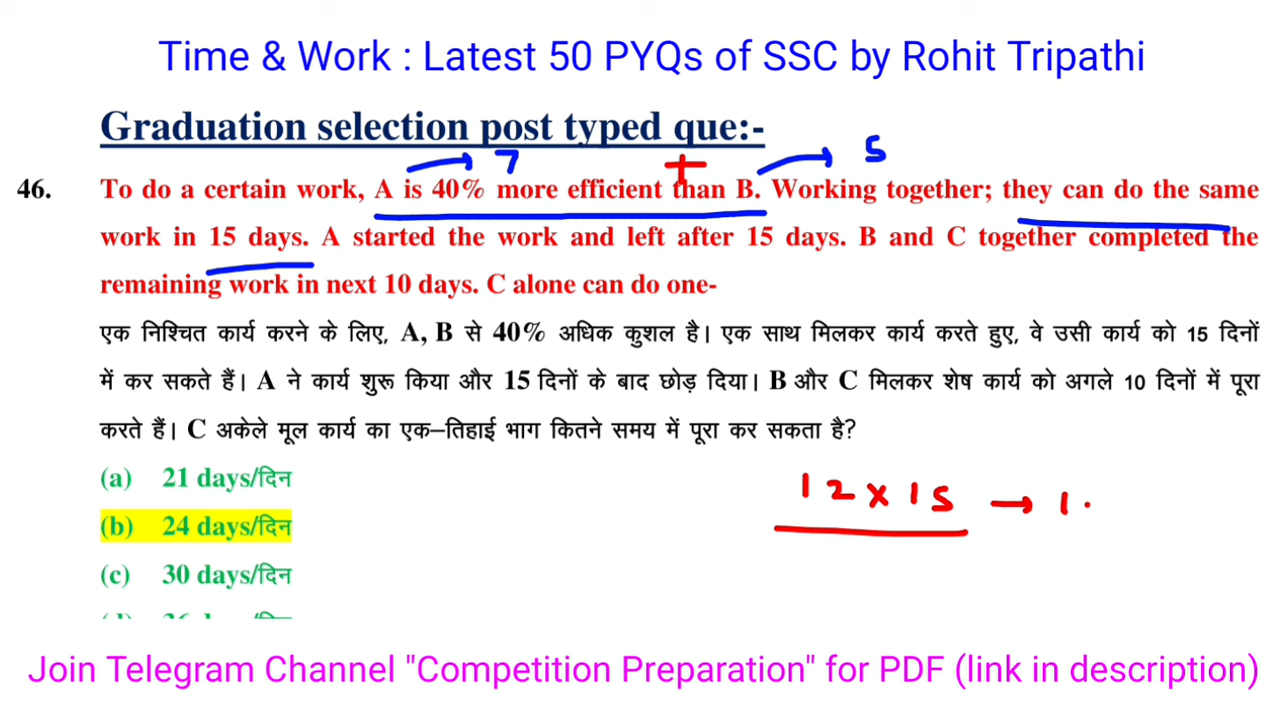 Time & Work : Latest 50 PYQs of SSC by Rohit Tripathi
Graduation selection post typed que:-
7 + 5
46. To do a certain work, A is 40% more efficient than B. Working together; they can do the same
work in 15 days. A started the work and left after 15 days. B and C together completed the
remaining work in next 10 days. C alone can do one-
एक निश्चित कार्य करने के लिए, A, B से 40% अधिक कुशल है। एक साथ मिलकर कार्य करते हुए, वे उसी कार्य को 15 दिनों
में कर सकते हैं। A ने कार्य शुरू किया और 15 दिनों के बाद छोड़ दिया। B और C मिलकर शेष कार्य को अगले 10 दिनों में पूरा
करते हैं। C अकेले मूल कार्य का एक–तिहाई भाग कितने समय में पूरा कर सकता है?
(a) 21 days/दिन
12 x 15 → 1
(b) 24 days/दिन
(c) 30 days/दिन
Join Telegram Channel "Competition Preparation" for PDF (link in description)